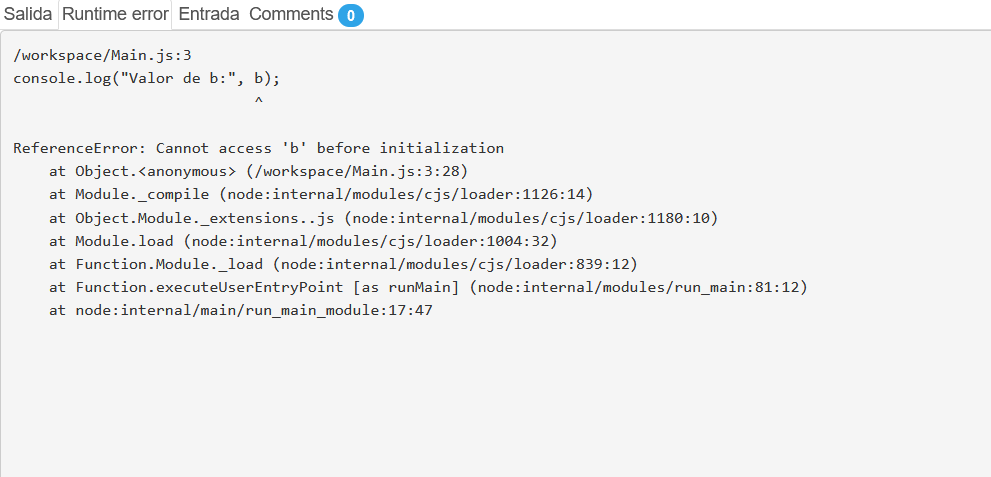 Salida Runtime error Entrada Comments 0
/workspace/Main.js:3
console.log("Valor de b:", b);
^
ReferenceError: Cannot access 'b' before initialization
at Object.<anonymous> (/workspace/Main.js:3:28)
at Module._compile (node:internal/modules/cjs/loader:1126:14)
at Object.Module._extensions..js (node:internal/modules/cjs/loader:1180:10)
at Module.load (node:internal/modules/cjs/loader:1004:32)
at Function.Module._load (node:internal/modules/cjs/loader:839:12)
at Function.executeUserEntryPoint [as runMain] (node:internal/modules/run_main:81:12)
at node:internal/main/run_main_module:17:47